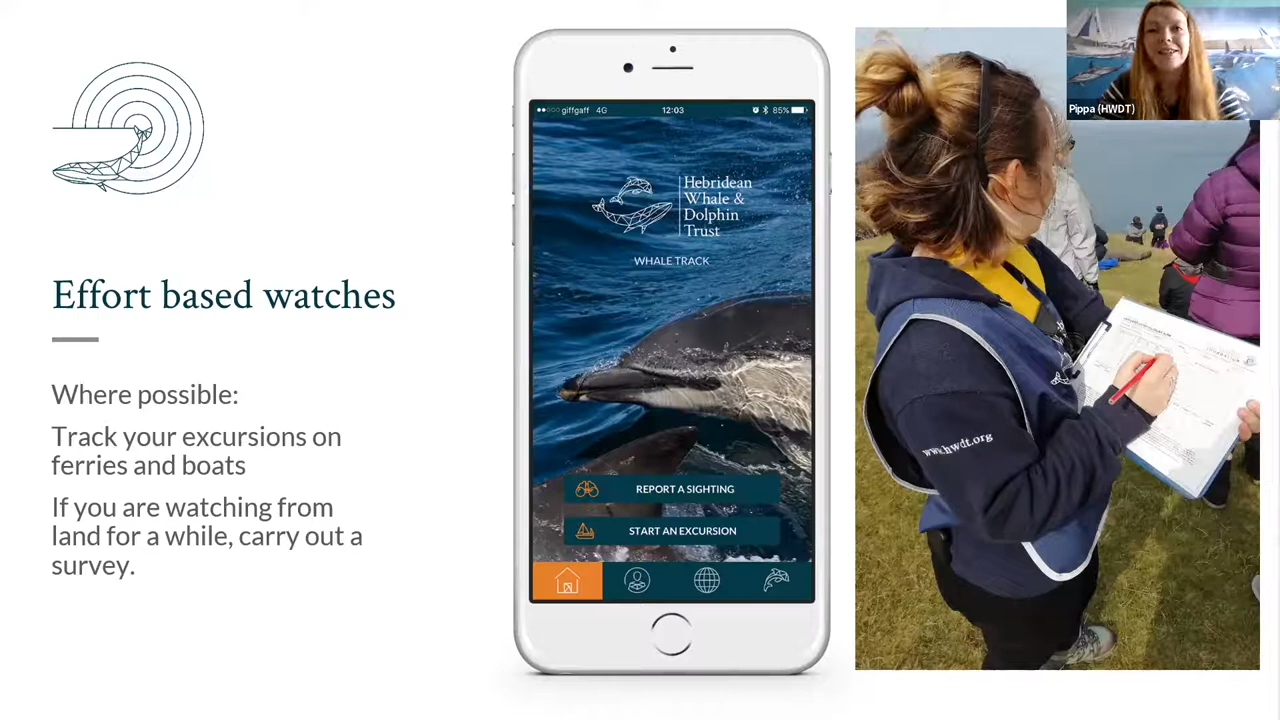 Effort based watches
Where possible:
Track your excursions on
ferries and boats
If you are watching from
land for a while, carry out a
survey.
giffgaff 4G
12:03
85%
Hebridean
Whale &
Dolphin
Trust
WHALE TRACK
REPORT A SIGHTING
START AN EXCURSION
www.hwdt.org
Pippa (HWDT)